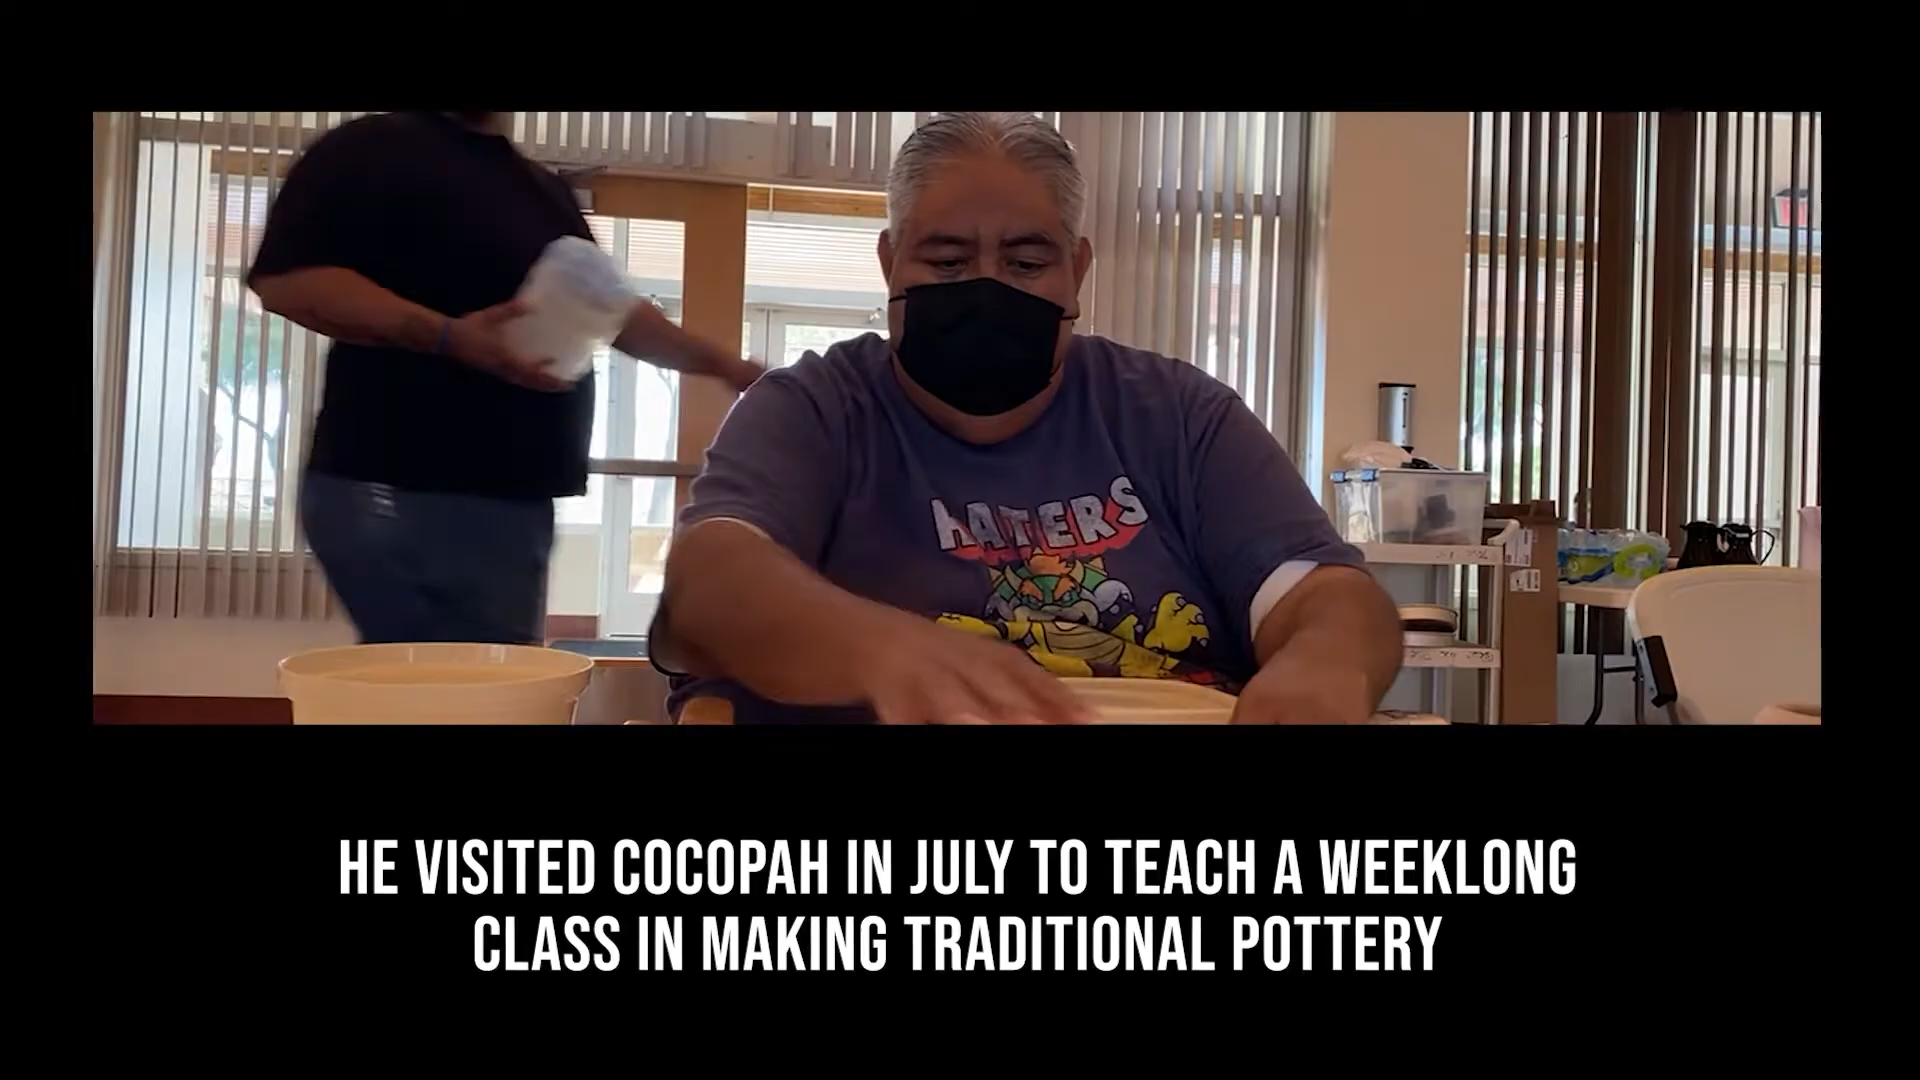 HATERS
HE VISITED COCOPAH IN JULY TO TEACH A WEEKLONG
CLASS IN MAKING TRADITIONAL POTTERY